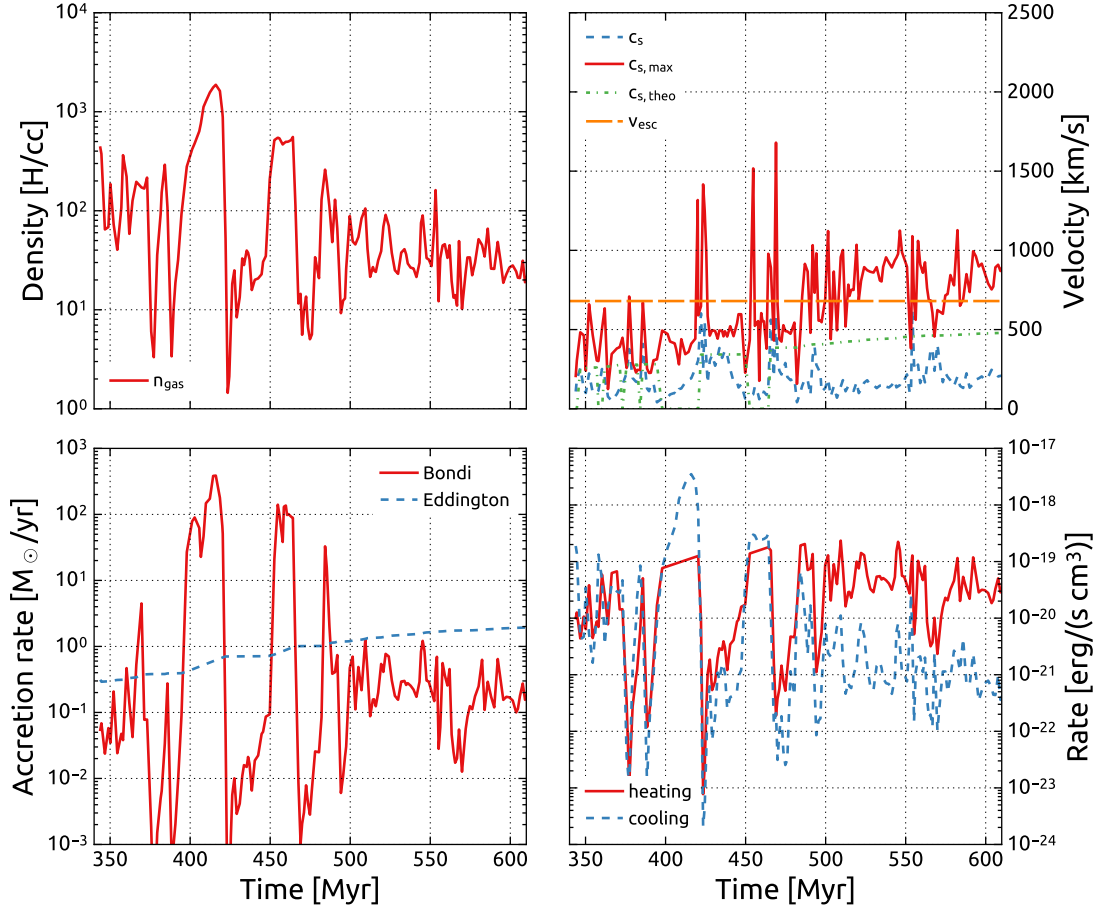 10⁴
10³
10²
10¹
10⁰
Density [H/cc]
n_gas
2500
2000
1500
1000
500
0
Velocity [km/s]
c_s
c_s, max
c_s, theo
v_esc
10³
10²
10¹
10⁰
10⁻¹
10⁻²
10⁻³
Accretion rate [M☉/yr]
Bondi
Eddington
350 400 450 500 550 600
Time [Myr]
10⁻¹⁷
10⁻¹⁸
10⁻¹⁹
10⁻²⁰
10⁻²¹
10⁻²²
10⁻²³
10⁻²⁴
Rate [erg/(s cm³)]
heating
cooling
350 400 450 500 550 600
Time [Myr]